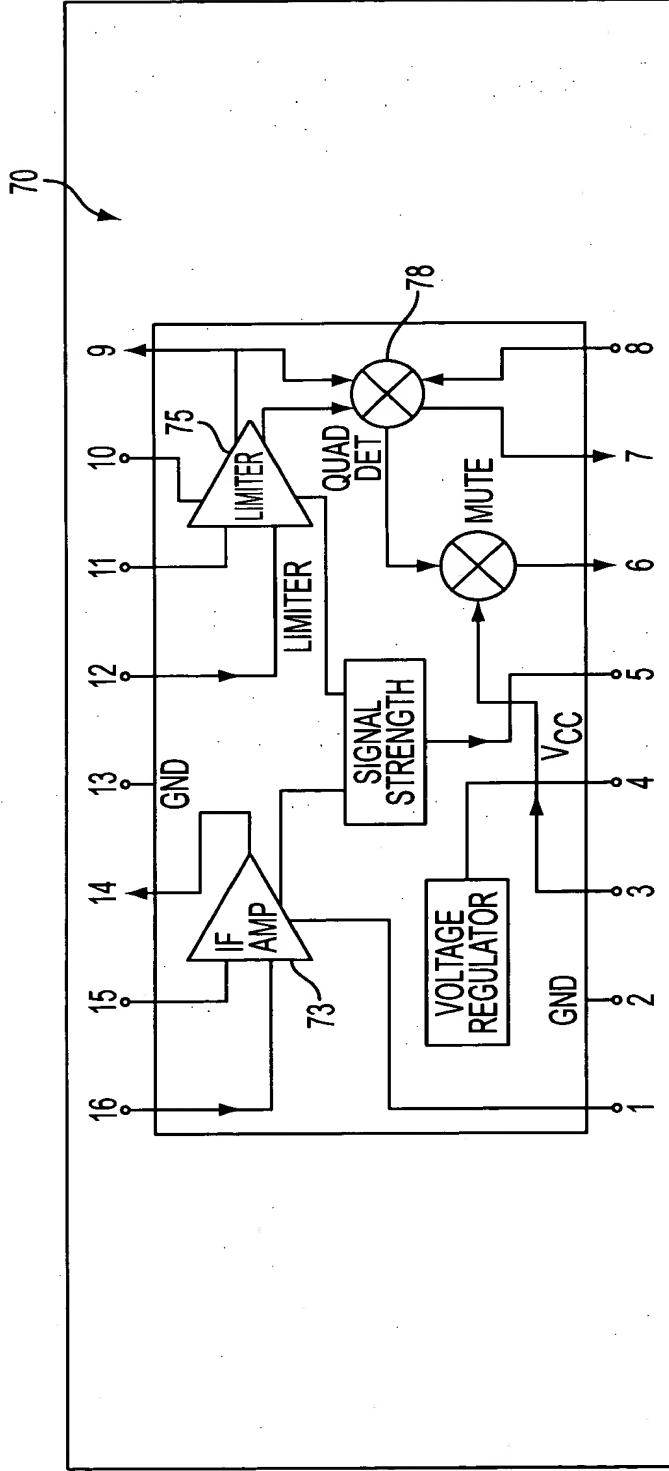 70
16
15
14
13
12
11
10
9
GND
IF
AMP
73
LIMITER
75
LIMITER
78
QUAD
DET
SIGNAL
STRENGTH
MUTE
VOLTAGE
REGULATOR
VCC
GND
1
2
3
4
5
6
7
8